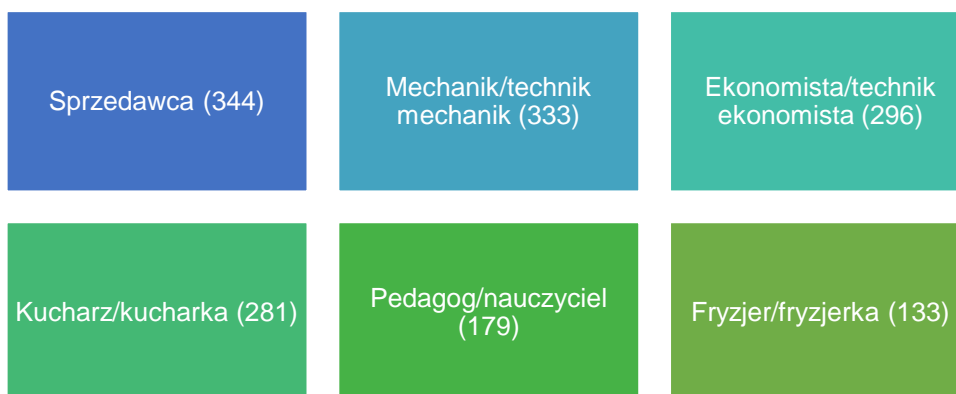 Sprzedawca (344)
Mechanik/technik
mechanik (333)
Ekonomista/technik
ekonomista (296)
Kucharz/kucharka (281)
Pedagog/nauczyciel
(179)
Fryzjer/fryzjerka (133)